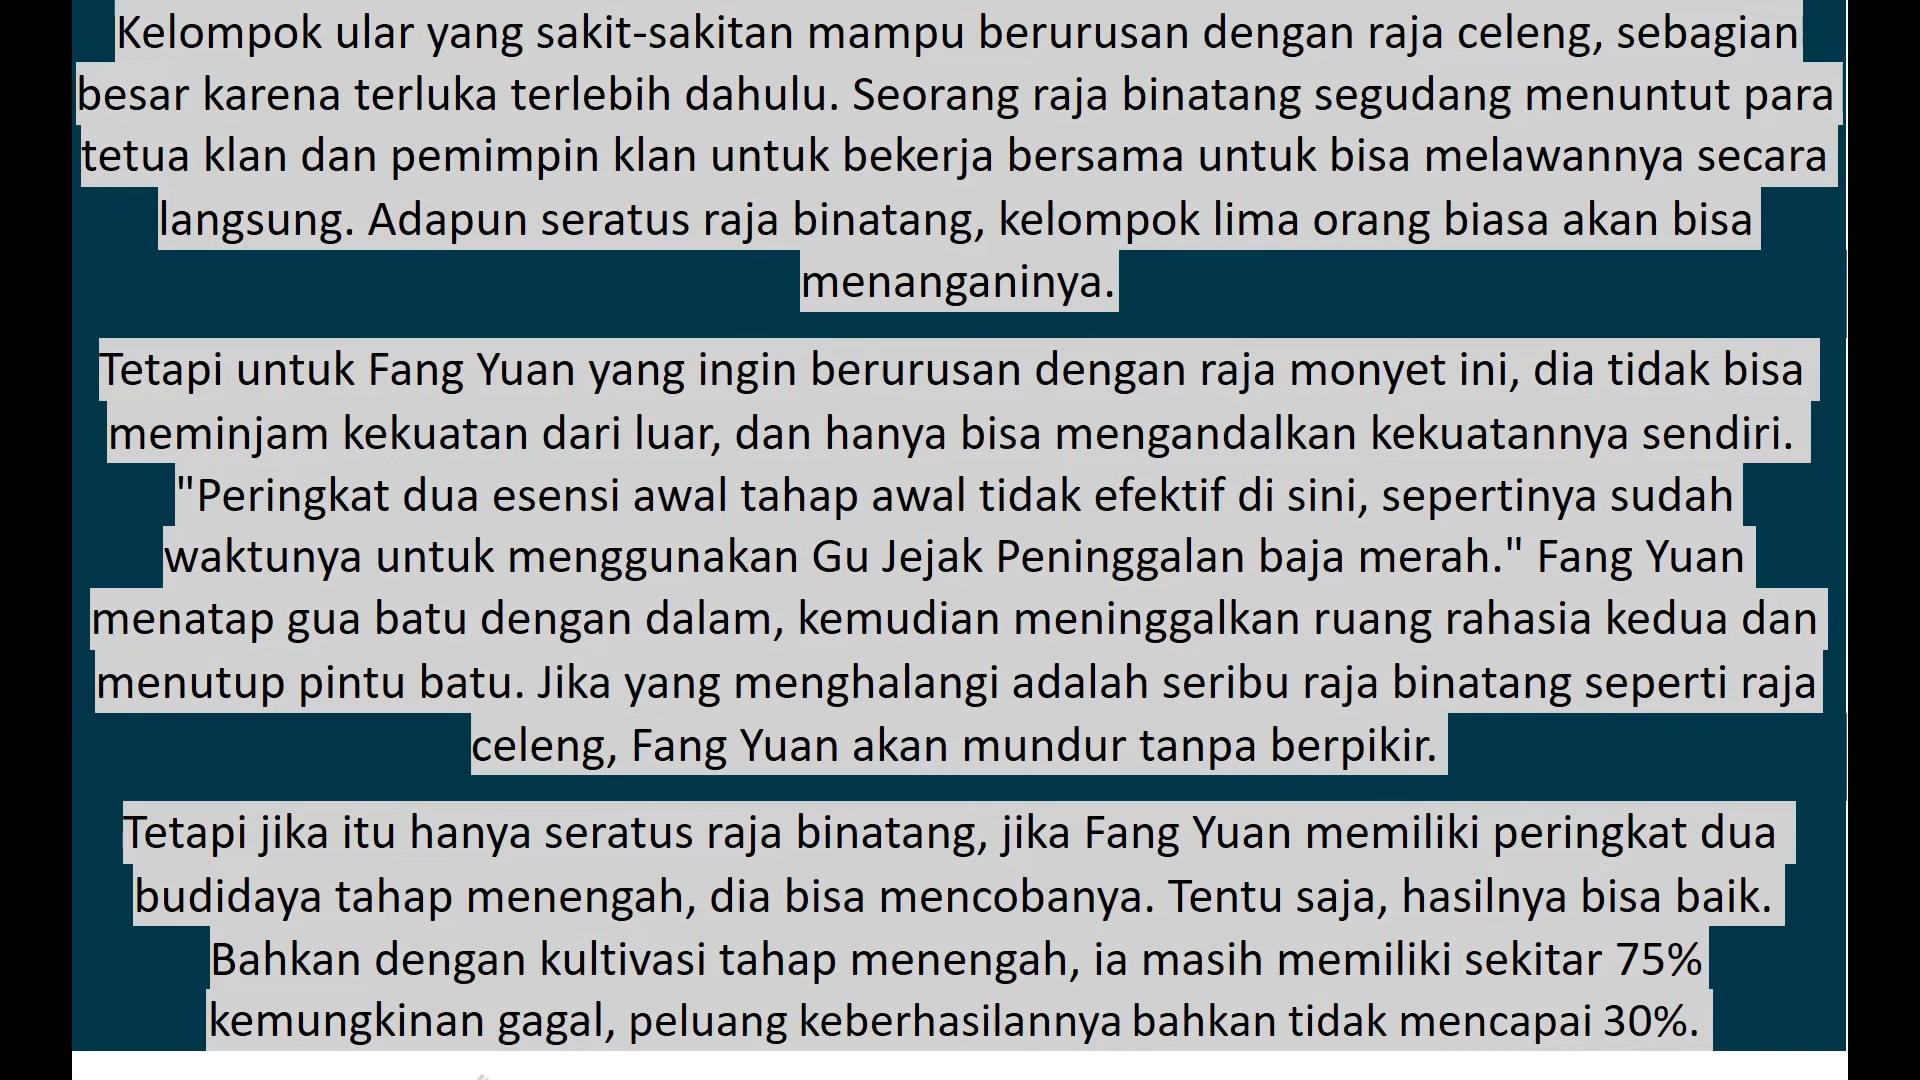 Kelompok ular yang sakit-sakitan mampu berurusan dengan raja celeng, sebagian
besar karena terluka terlebih dahulu. Seorang raja binatang segudang menuntut para
tetua klan dan pemimpin klan untuk bekerja bersama untuk bisa melawannya secara
langsung. Adapun seratus raja binatang, kelompok lima orang biasa akan bisa
menanganinya.
Tetapi untuk Fang Yuan yang ingin berurusan dengan raja monyet ini, dia tidak bisa
meminjam kekuatan dari luar, dan hanya bisa mengandalkan kekuatannya sendiri.
"Peringkat dua esensi awal tahap awal tidak efektif di sini, sepertinya sudah
waktunya untuk menggunakan Gu Jejak Peninggalan baja merah." Fang Yuan
menatap gua batu dengan dalam, kemudian meninggalkan ruang rahasia kedua dan
menutup pintu batu. Jika yang menghalangi adalah seribu raja binatang seperti raja
celeng, Fang Yuan akan mundur tanpa berpikir.
Tetapi jika itu hanya seratus raja binatang, jika Fang Yuan memiliki peringkat dua
budidaya tahap menengah, dia bisa mencobanya. Tentu saja, hasilnya bisa baik.
Bahkan dengan kultivasi tahap menengah, ia masih memiliki sekitar 75%
kemungkinan gagal, peluang keberhasilannya bahkan tidak mencapai 30%.